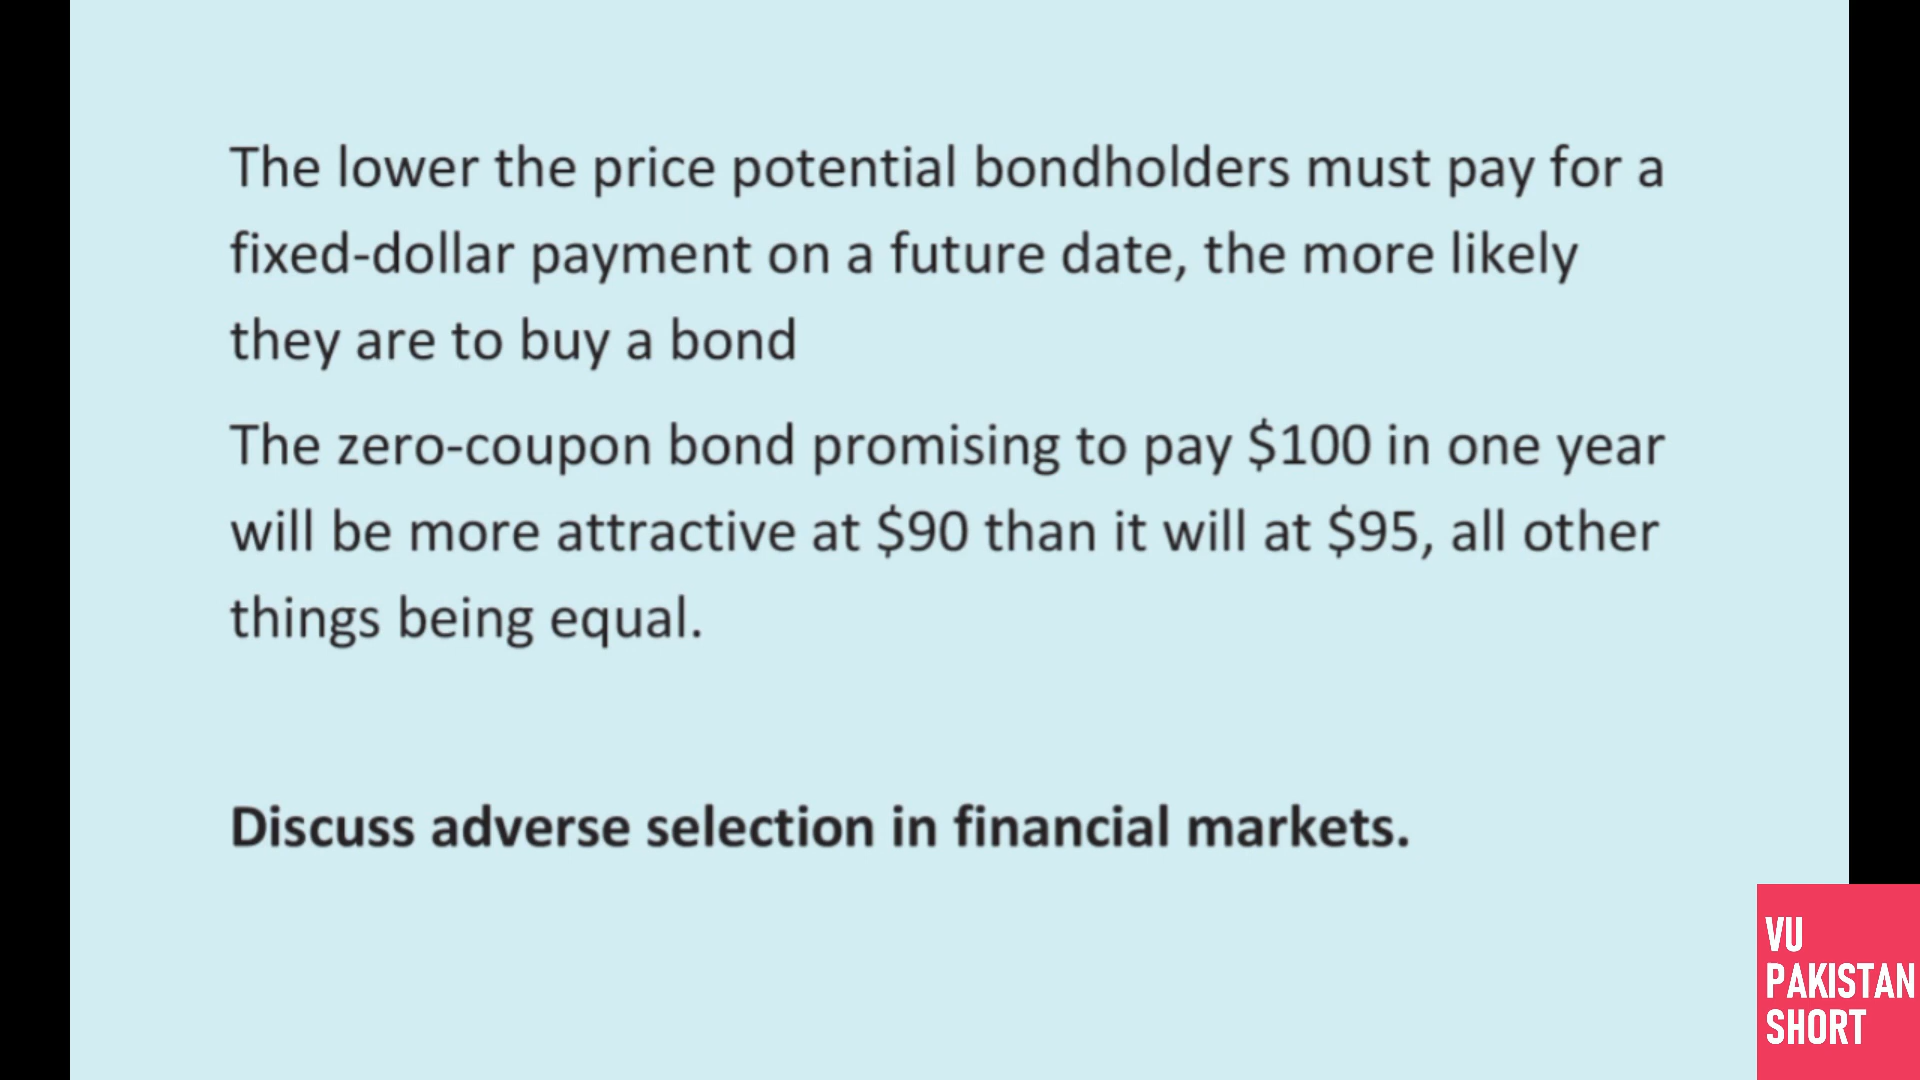 The lower the price potential bondholders must pay for a
fixed-dollar payment on a future date, the more likely
they are to buy a bond
The zero-coupon bond promising to pay $100 in one year
will be more attractive at $90 than it will at $95, all other
things being equal.
Discuss adverse selection in financial markets.
VU
PAKISTAN
SHORT